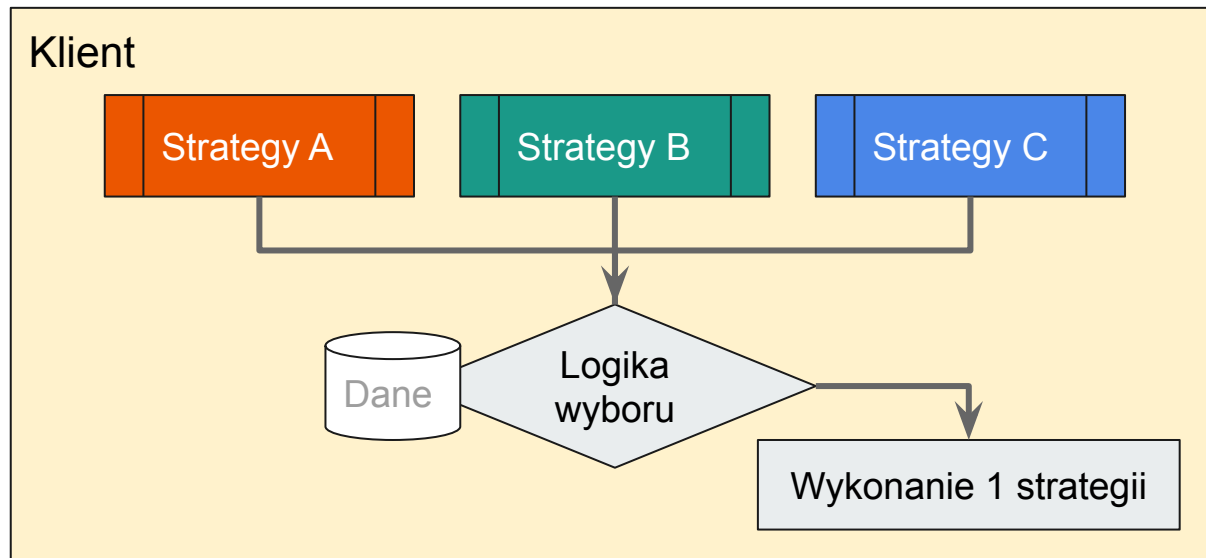 Klient
Strategy A
Strategy B
Strategy C
Dane
Logika
wyboru
Wykonanie 1 strategii